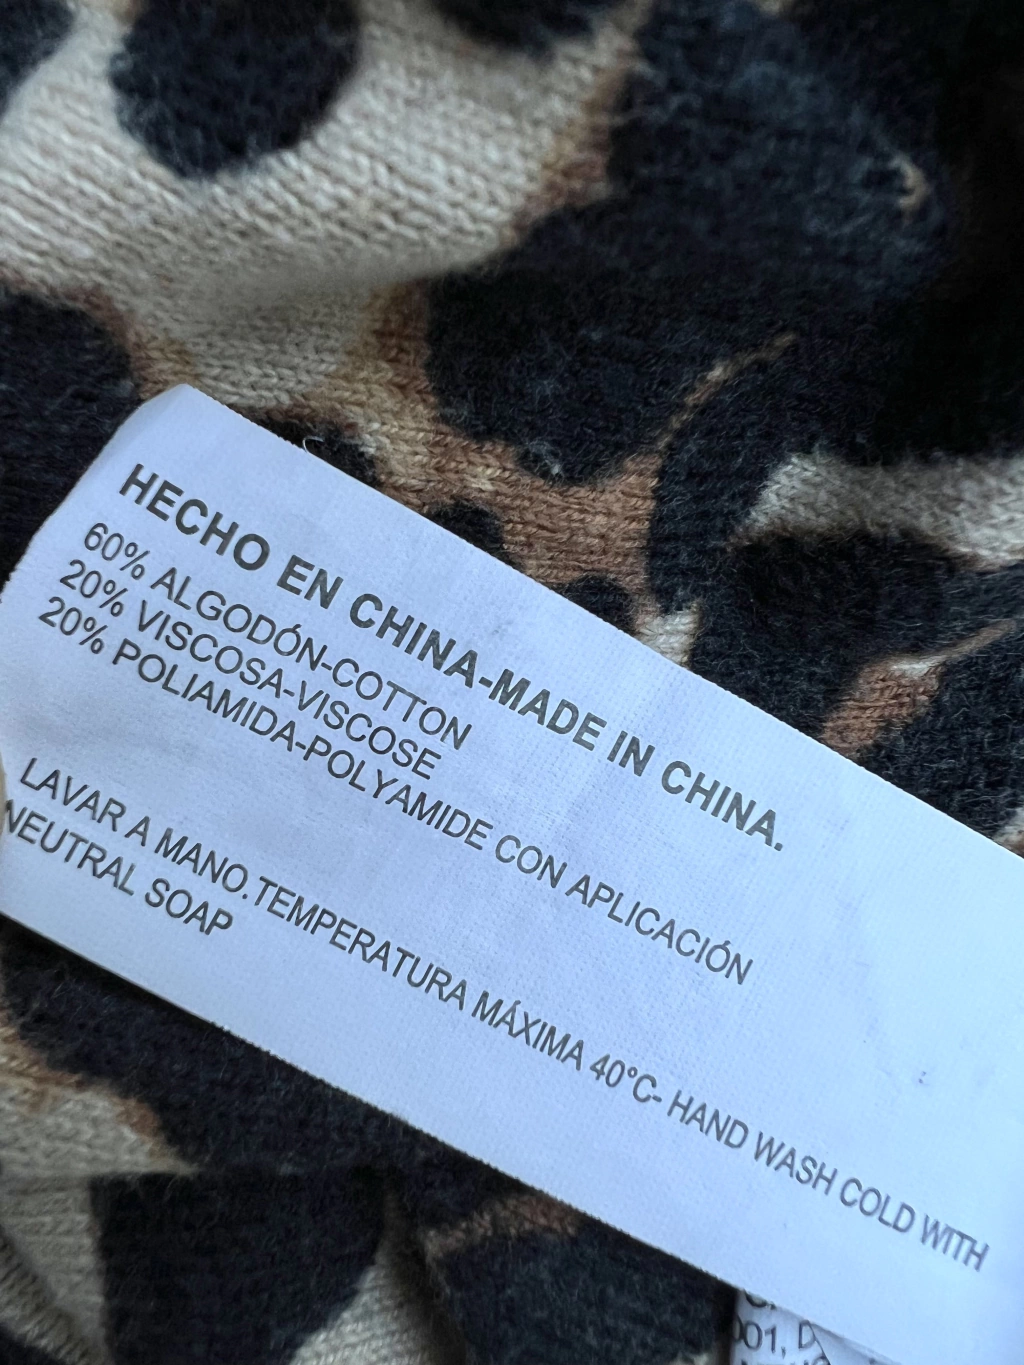 HECHO EN CHINA-MADE IN CHINA.
60% ALGODÓN-COTTON
20% VISCOSA-VISCOSE
20% POLIAMIDA-POLYAMIDE CON APLICACIÓN
LAVAR A MANO.TEMPERATURA MÁXIMA 40°C- HAND WASH COLD WITH
NEUTRAL SOAP
001,